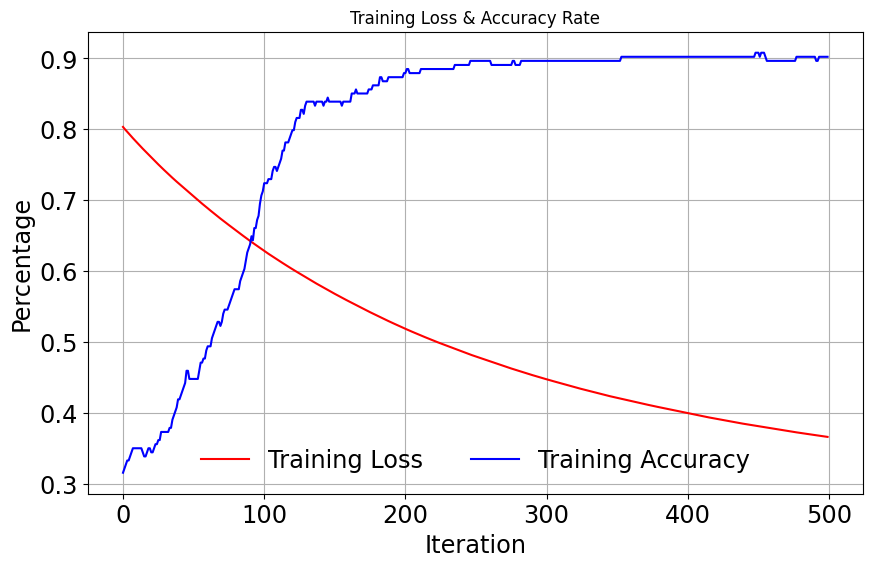 Training Loss & Accuracy Rate
Percentage
0.9
0.8
0.7
0.6
0.5
0.4
0.3
Training Loss
Training Accuracy
0 100 200 300 400 500
Iteration